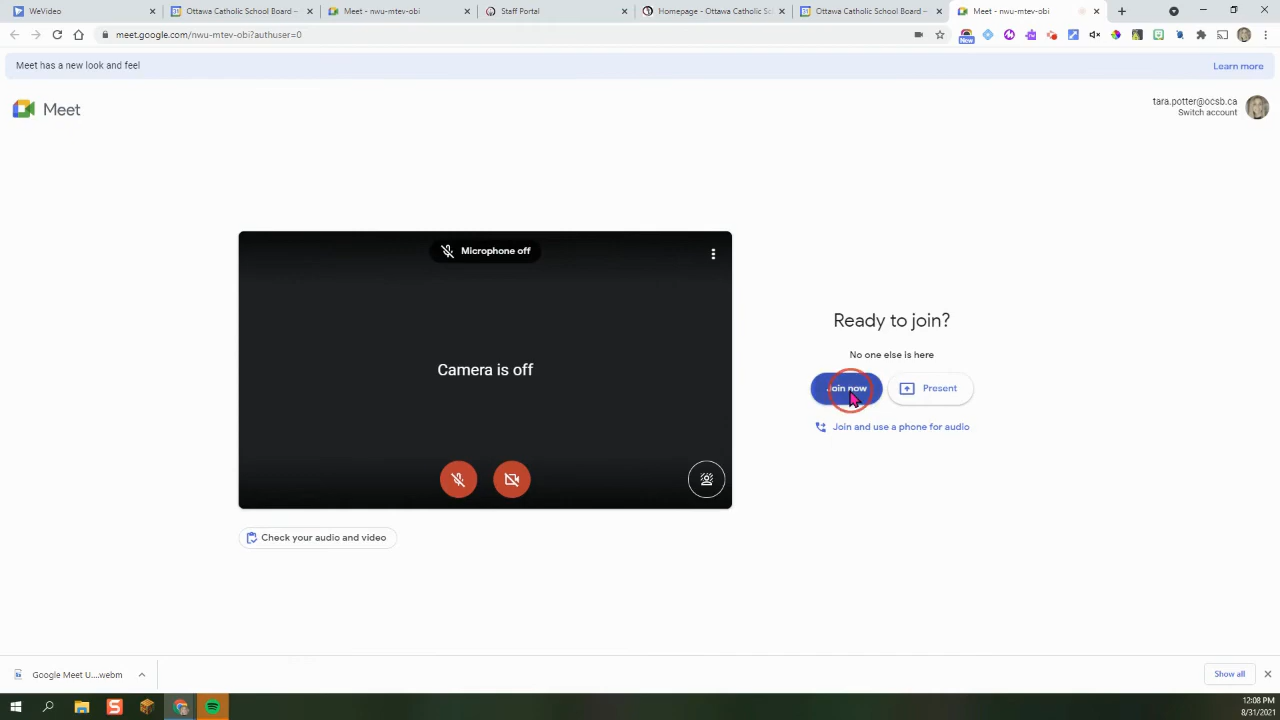 WeVideo
Ottawa Catholic School Board –
Meet - nwu-mtev-obi
Staff Portal
Homepage - Ottawa Catholic Sc
Ottawa Catholic School Board –
Meet - nwu-mtev-obi
meet.google.com/nwu-mtev-obi?authuser=0
New
Meet has a new look and feel
Learn more
Meet
tara.potter@ocsb.ca
Switch account
Microphone off
Camera is off
Ready to join?
No one else is here
Join now
Present
Join and use a phone for audio
Check your audio and video
Google Meet U....webm
Show all
12:08 PM
8/31/2021